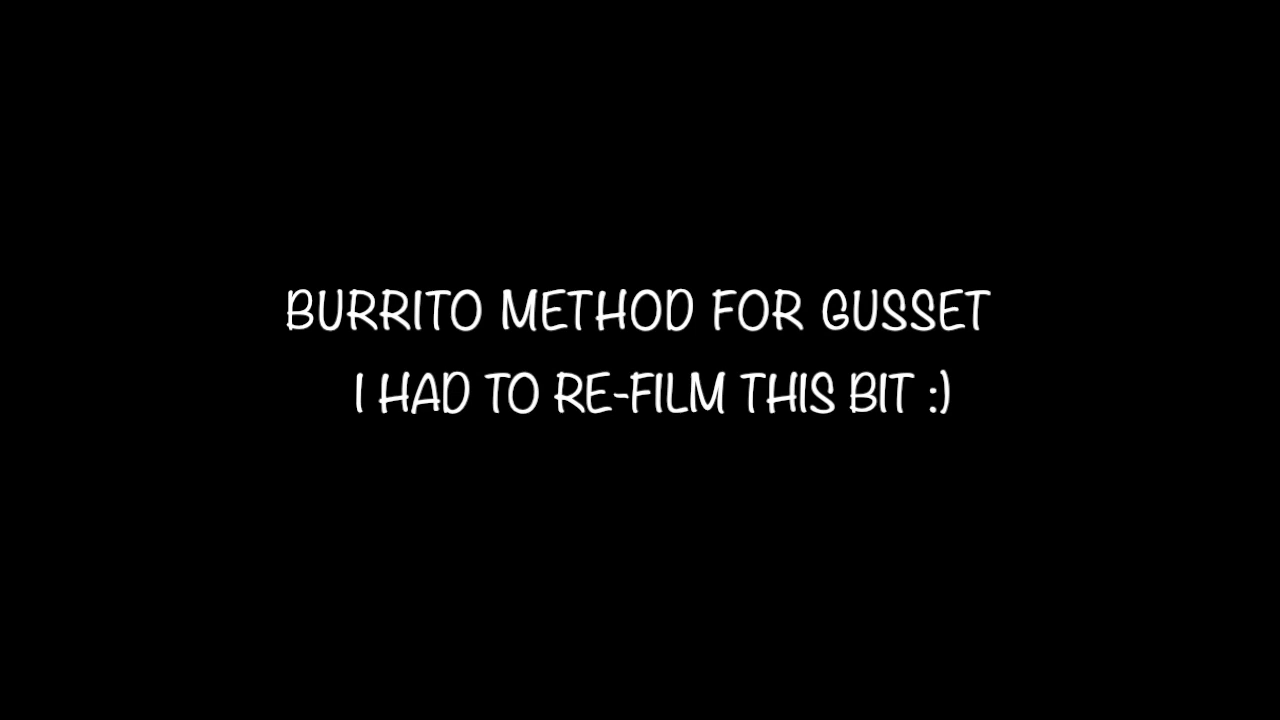 BURRITO METHOD FOR GUSSET
I HAD TO RE-FILM THIS BIT :)